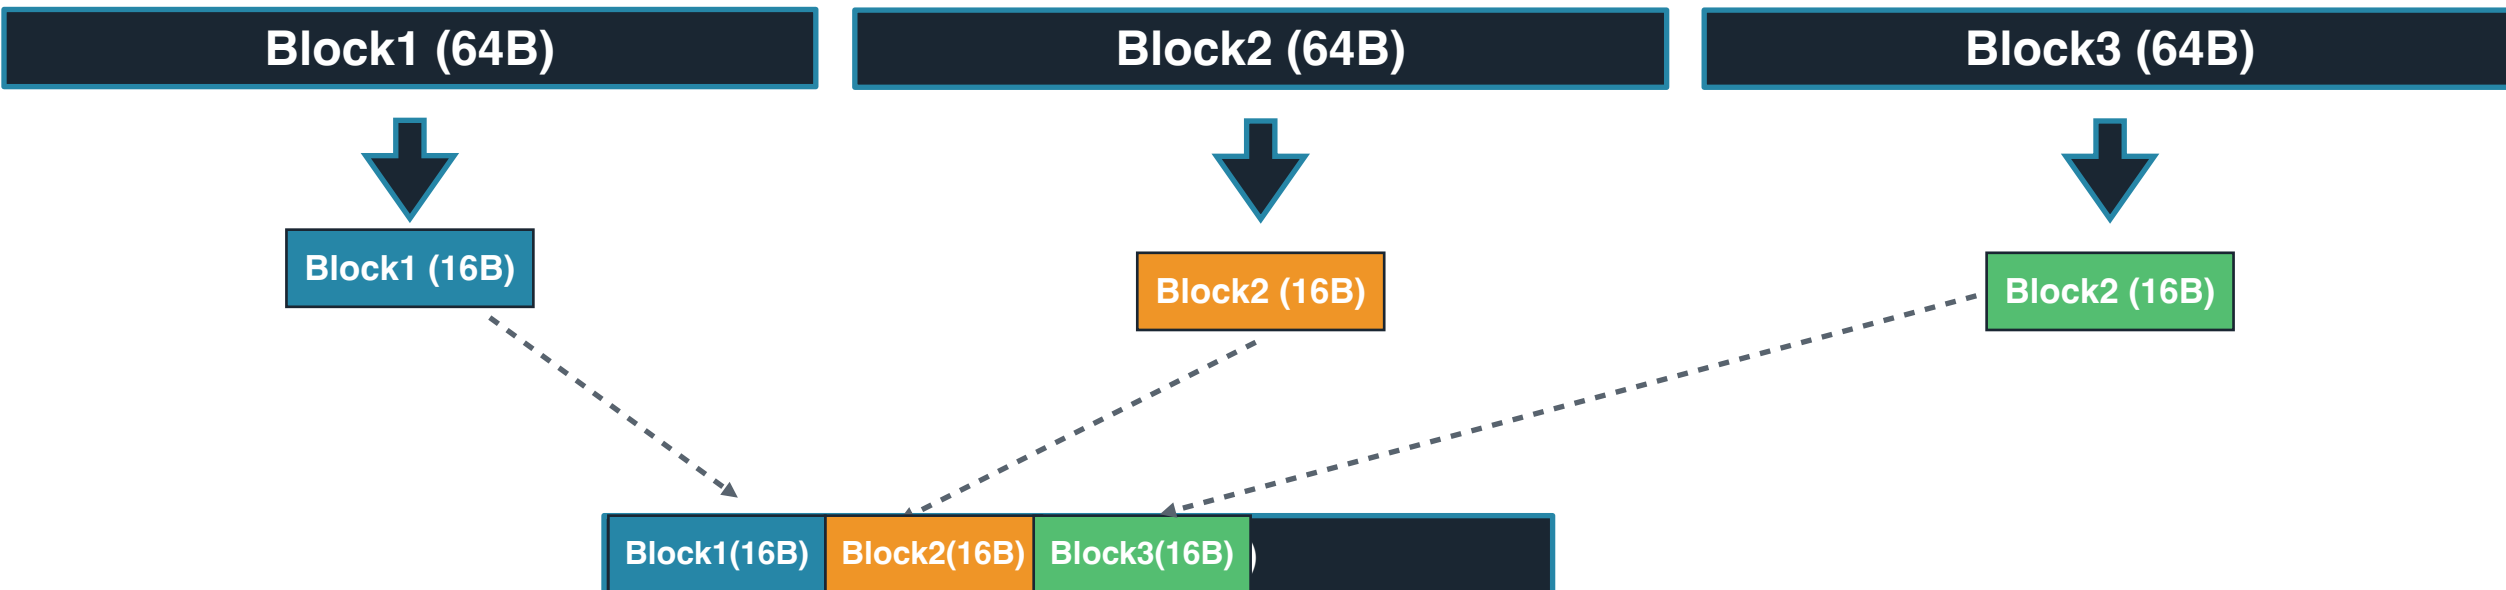 Block1 (64B)
Block2 (64B)
Block3 (64B)
Block1 (16B)
Block2 (16B)
Block2 (16B)
Block1(16B)
Block2(16B)
Block3(16B)
)